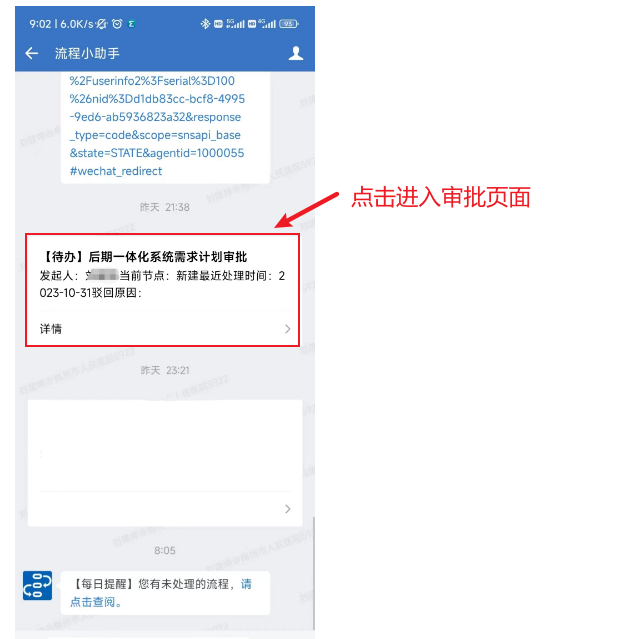 9:02 | 6.0K/s
5G
4G
93
流程小助手
%2Fuserinfo2%3Fserial%3D100
%26nid%3Dd1db83cc-bcf8-4995
-9ed6-ab5936823a32&response
_type=code&scope=snsapi_base
&state=STATE&agentid=1000055
#wechat_redirect
昨天 21:38
点击进入审批页面
【待办】后期一体化系统需求计划审批
发起人：当前节点：新建最近处理时间：2
023-10-31驳回原因：
详情
昨天 23:21
8:05
【每日提醒】您有未处理的流程，请
点击查阅。